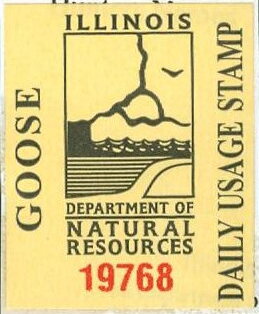 ILLINOIS
GOOSE
DEPARTMENT OF
NATURAL
RESOURCES
19768
DAILY USAGE STAMP